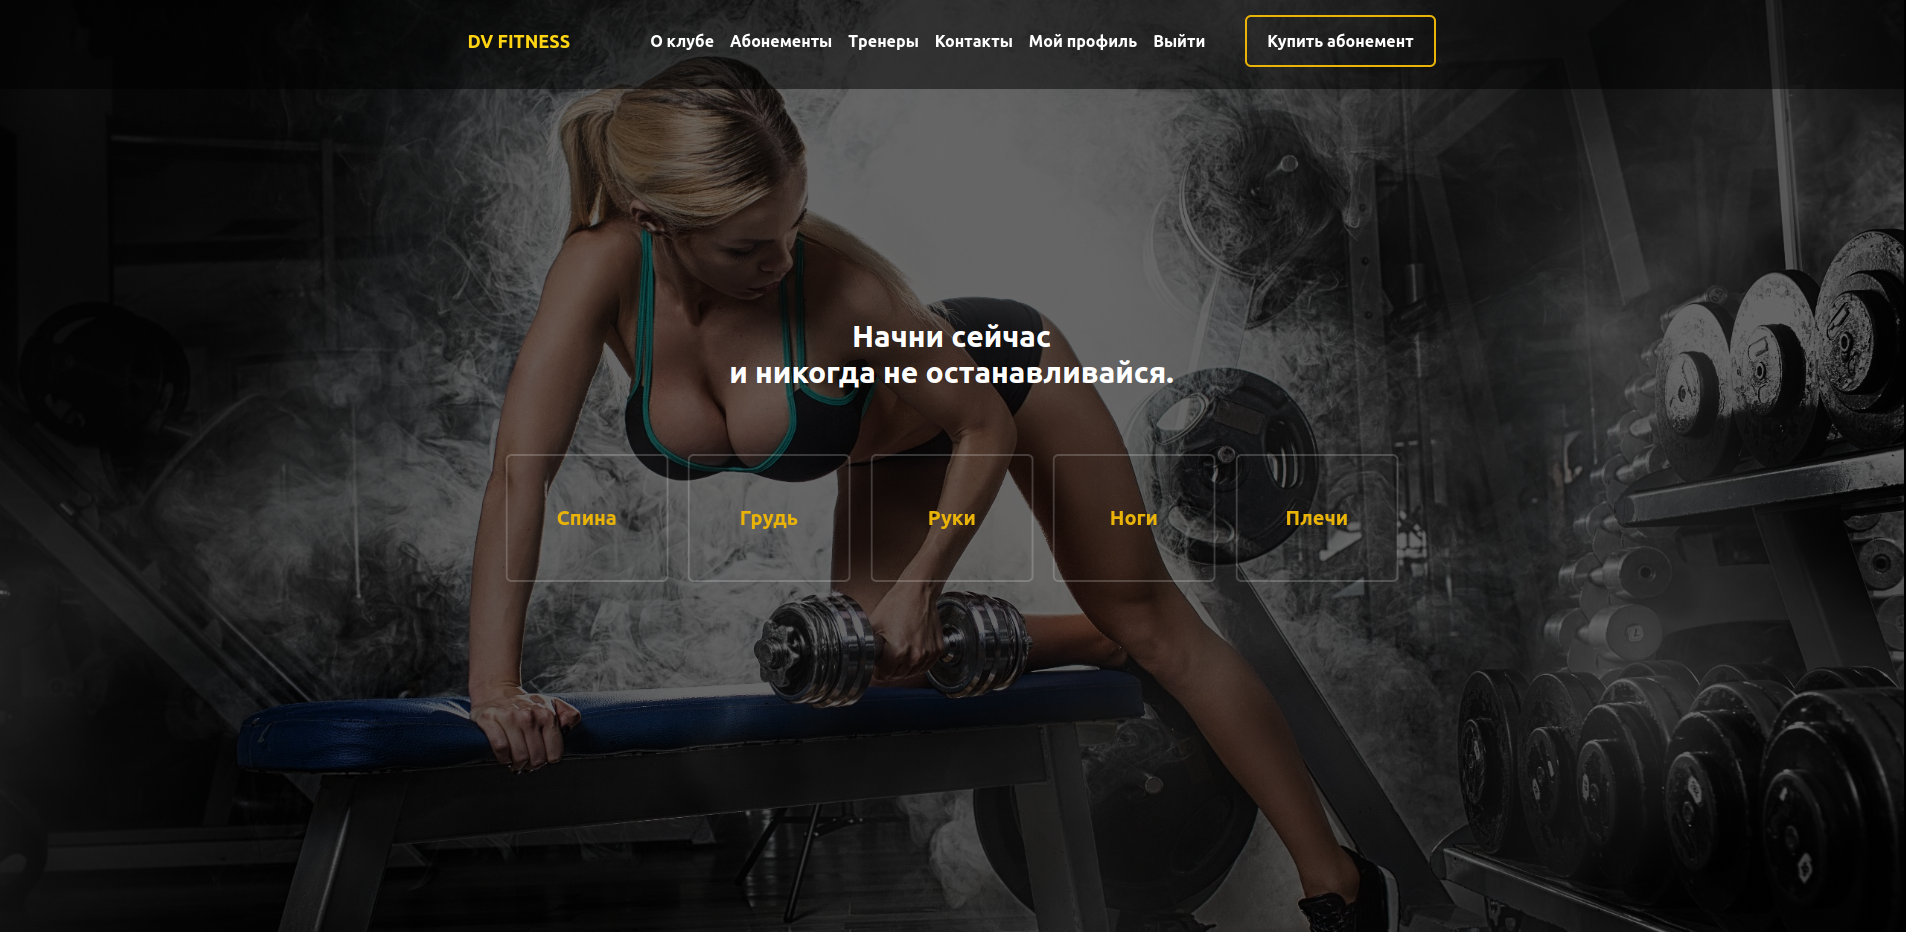 DV FITNESS
О клубе Абонементы Тренеры Контакты Мой профиль Выйти
Купить абонемент
Начни сейчас
и никогда не останавливайся.
Спина Грудь Руки Ноги Плечи